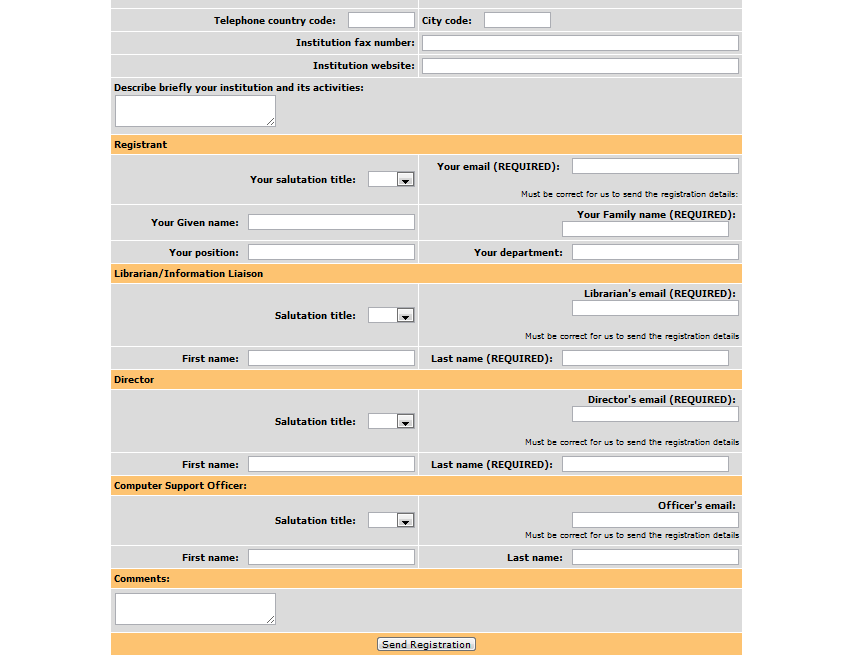 Telephone country code: City code:
Institution fax number:
Institution website:
Describe briefly your institution and its activities:
Registrant
Your salutation title: Your email (REQUIRED):
Must be correct for us to send the registration details:
Your Given name: Your Family name (REQUIRED):
Your position: Your department:
Librarian/Information Liaison
Salutation title: Librarian's email (REQUIRED):
Must be correct for us to send the registration details
First name: Last name (REQUIRED):
Director
Salutation title: Director's email (REQUIRED):
Must be correct for us to send the registration details
First name: Last name (REQUIRED):
Computer Support Officer:
Salutation title: Officer's email:
Must be correct for us to send the registration details
First name: Last name:
Comments:
Send Registration